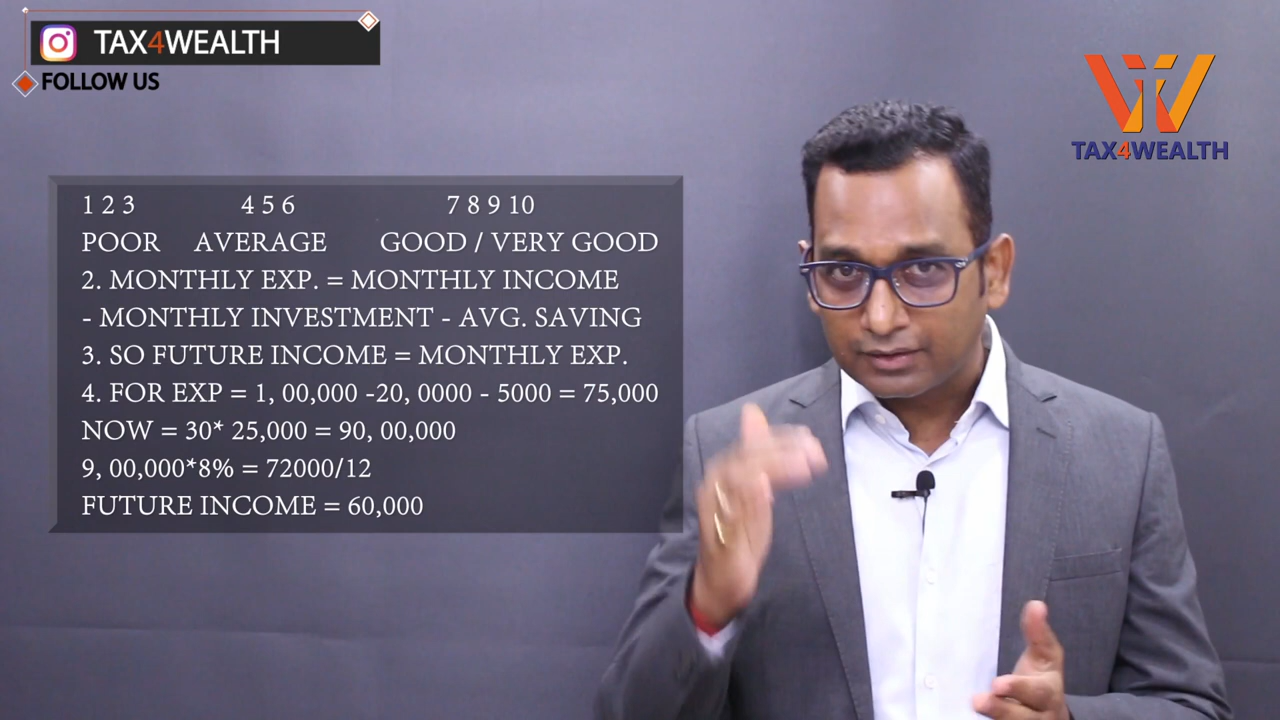 TAX4WEALTH
FOLLOW US
TAX4WEALTH
1 2 3 4 5 6 7 8 9 10
POOR AVERAGE GOOD / VERY GOOD
2. MONTHLY EXP. = MONTHLY INCOME
- MONTHLY INVESTMENT - AVG. SAVING
3. SO FUTURE INCOME = MONTHLY EXP.
4. FOR EXP = 1, 00,000 -20, 0000 - 5000 = 75,000
NOW = 30* 25,000 = 90, 00,000
9, 00,000*8% = 72000/12
FUTURE INCOME = 60,000